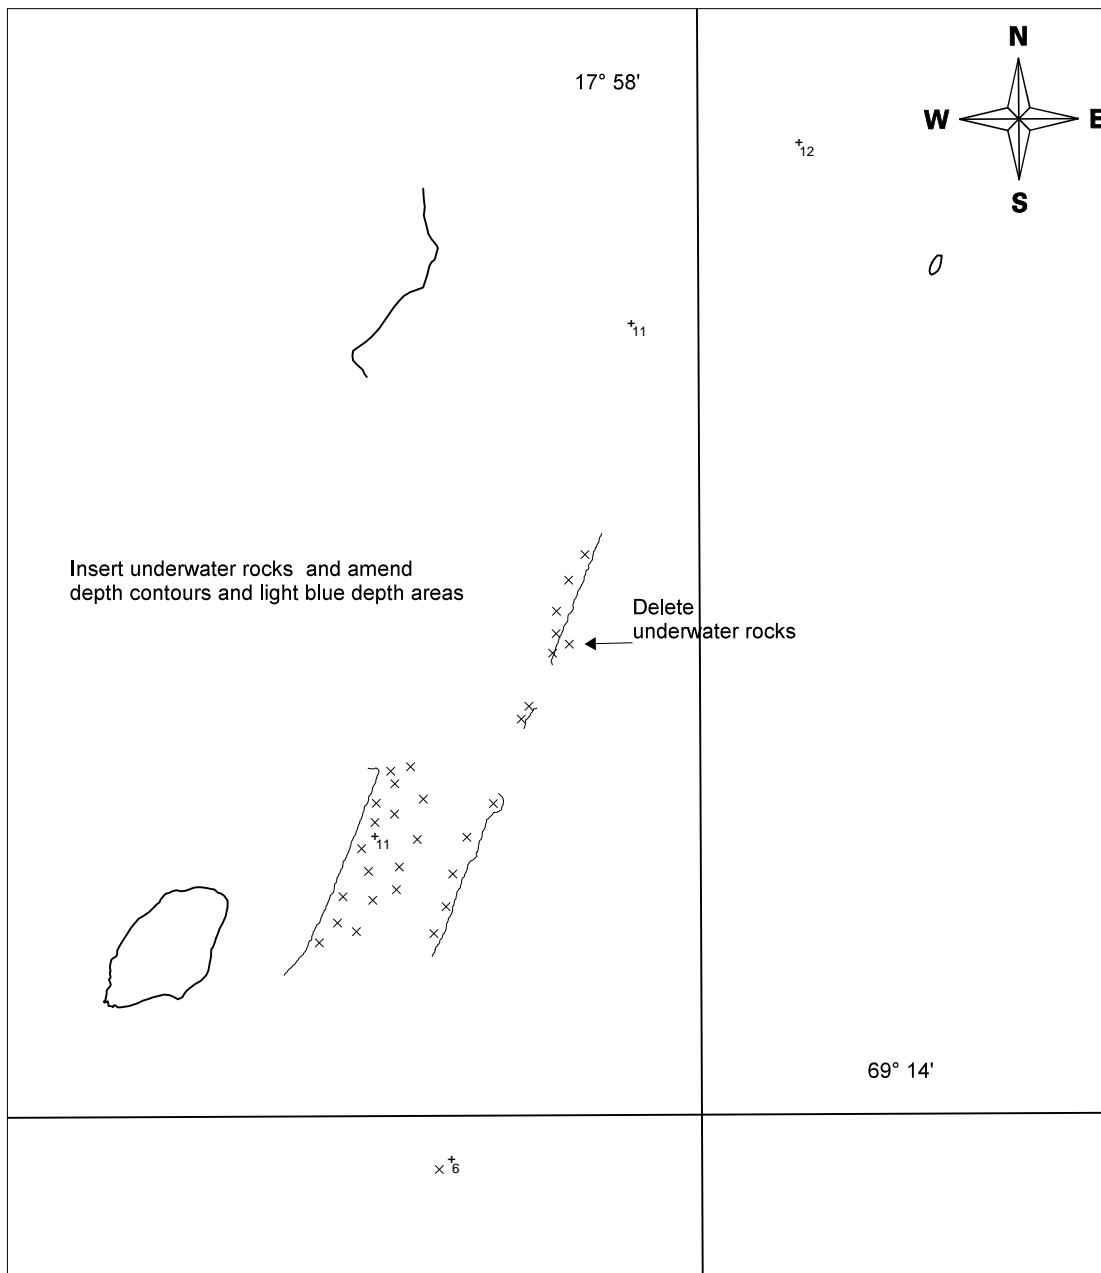 N
17° 58'
W
E
12
S
11
Insert underwater rocks  and amend
depth contours and light blue depth areas
Delete
underwater rocks
11
69° 14'
6